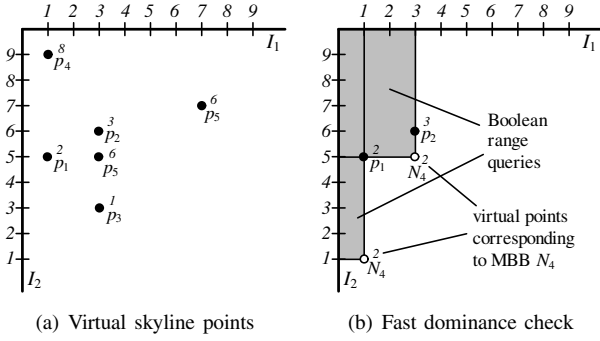 1 2 3 4 5 6 7 8 9
I1
9
8
7
6
5
4
3
2
1
I2
8
p4
3
p2
7
p5
2
p1
6
p5
1
p3
(a) Virtual skyline points
1 2 3 4 5 6 7 8 9
I1
9
8
7
6
5
4
3
2
1
I2
3
p2
2
p1
2
N4
2
N4
Boolean
range
queries
virtual points
corresponding
to MBB N4
(b) Fast dominance check